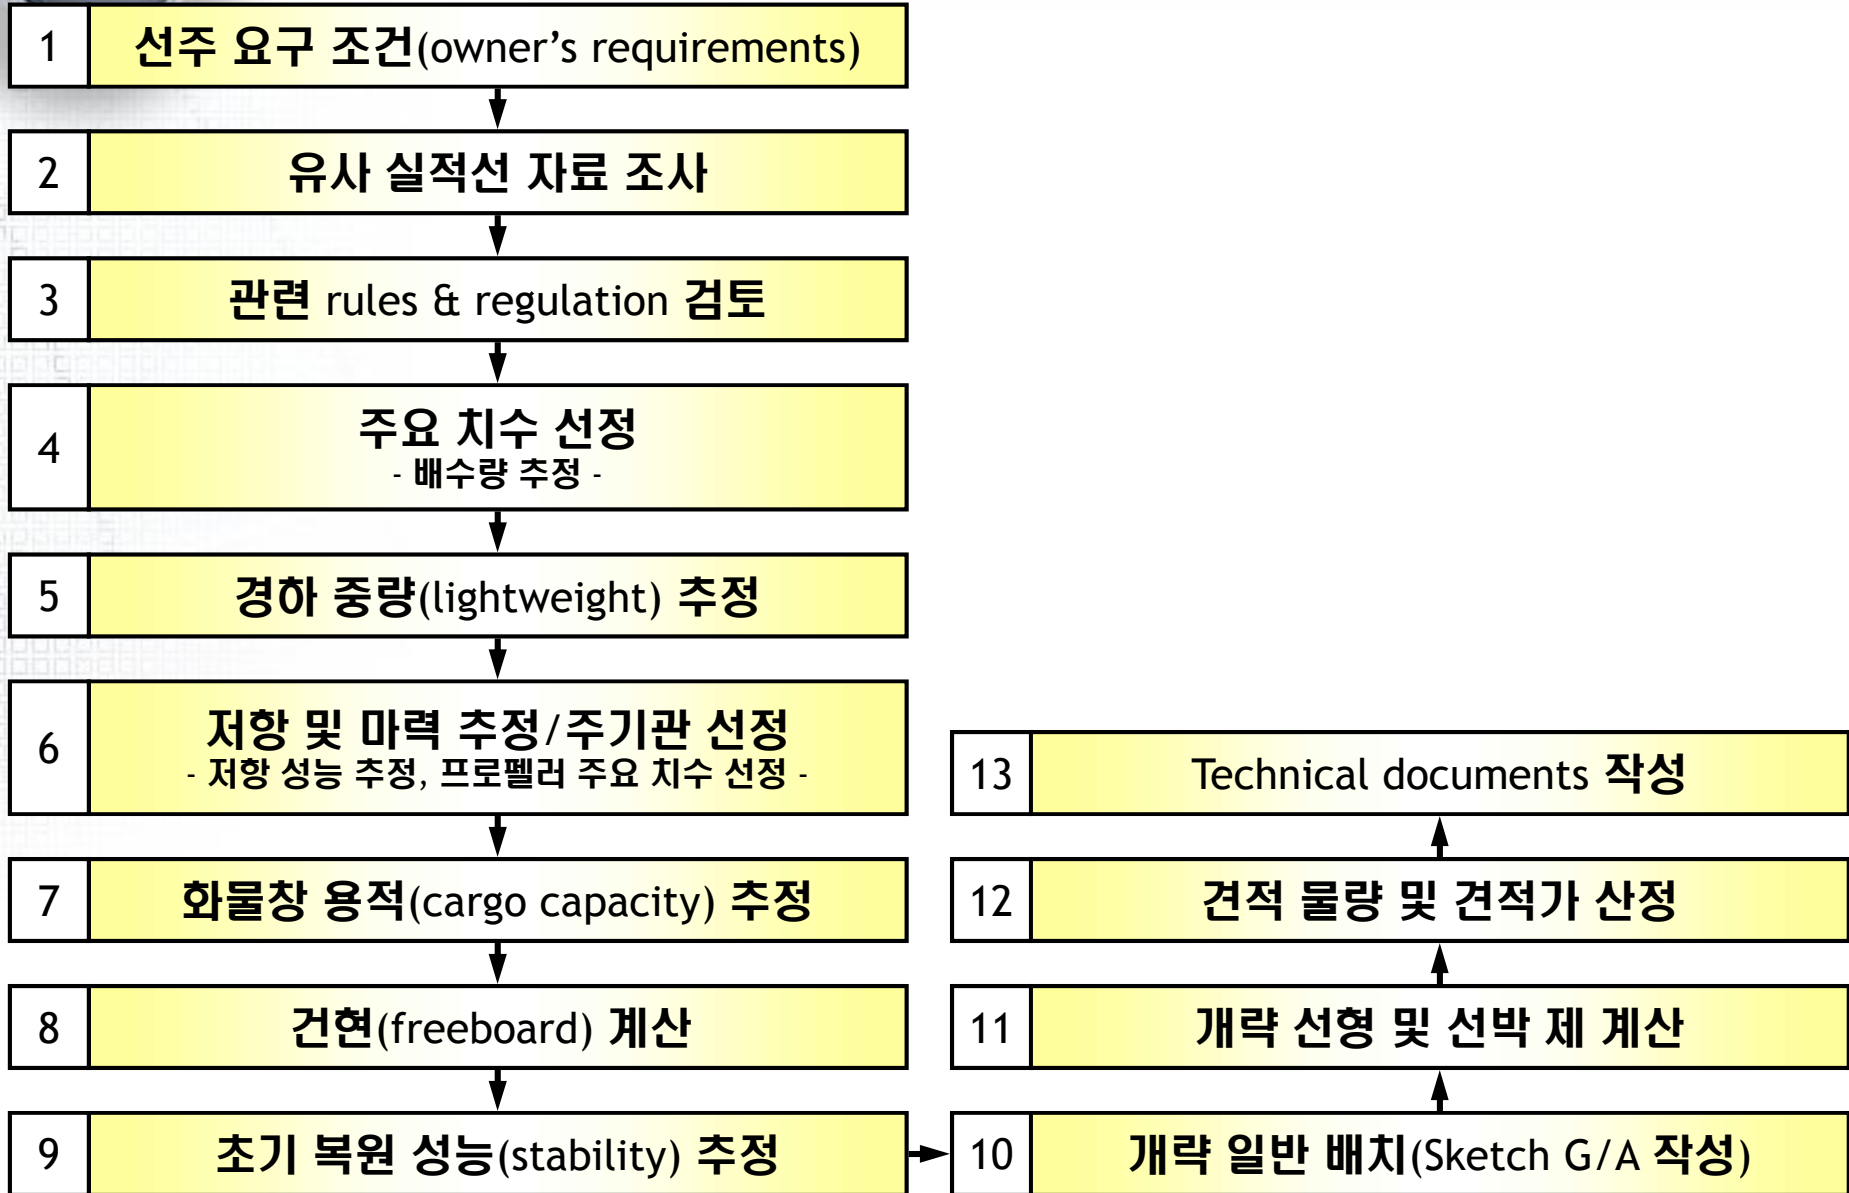 1 선주 요구 조건(owner’s requirements)
2 유사 실적선 자료 조사
3 관련 rules & regulation 검토
4 주요 치수 선정
- 배수량 추정 -
5 경하 중량(lightweight) 추정
6 저항 및 마력 추정/주기관 선정
- 저항 성능 추정, 프로펠러 주요 치수 선정 -
7 화물창 용적(cargo capacity) 추정
8 건현(freeboard) 계산
9 초기 복원 성능(stability) 추정
10 개략 일반 배치(Sketch G/A 작성)
11 개략 선형 및 선박 제 계산
12 견적 물량 및 견적가 산정
13 Technical documents 작성